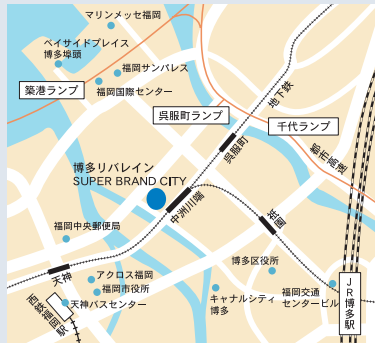 マリンメッセ福岡
ベイサイドプレイス
博多埠頭
福岡サンパレス
福岡国際センター
築港ランプ
呉服町ランプ
地下鉄
千代ランプ
呉服町
都市高速
博多リバレイン
SUPER BRAND CITY
中洲川端
祇園
福岡中央郵便局
天神
アクロス福岡
福岡市役所
天神バスセンター
西鉄福岡駅
博多区役所
キャナルシティ
博多
福岡交通
センタービル
JR博多駅